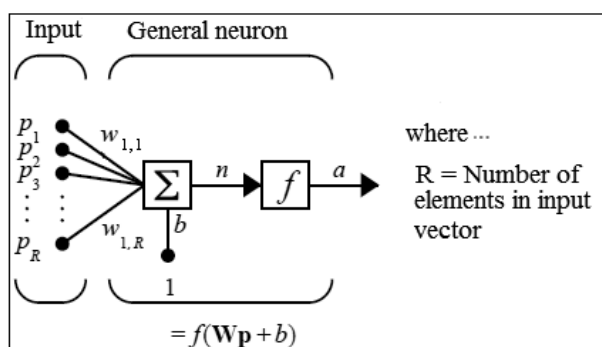 Input General neuron
p1
p2
p3
pR
w1,1
w1,R
Σ n f a
b
1
= f(Wp + b)
where ...
R = Number of
elements in input
vector